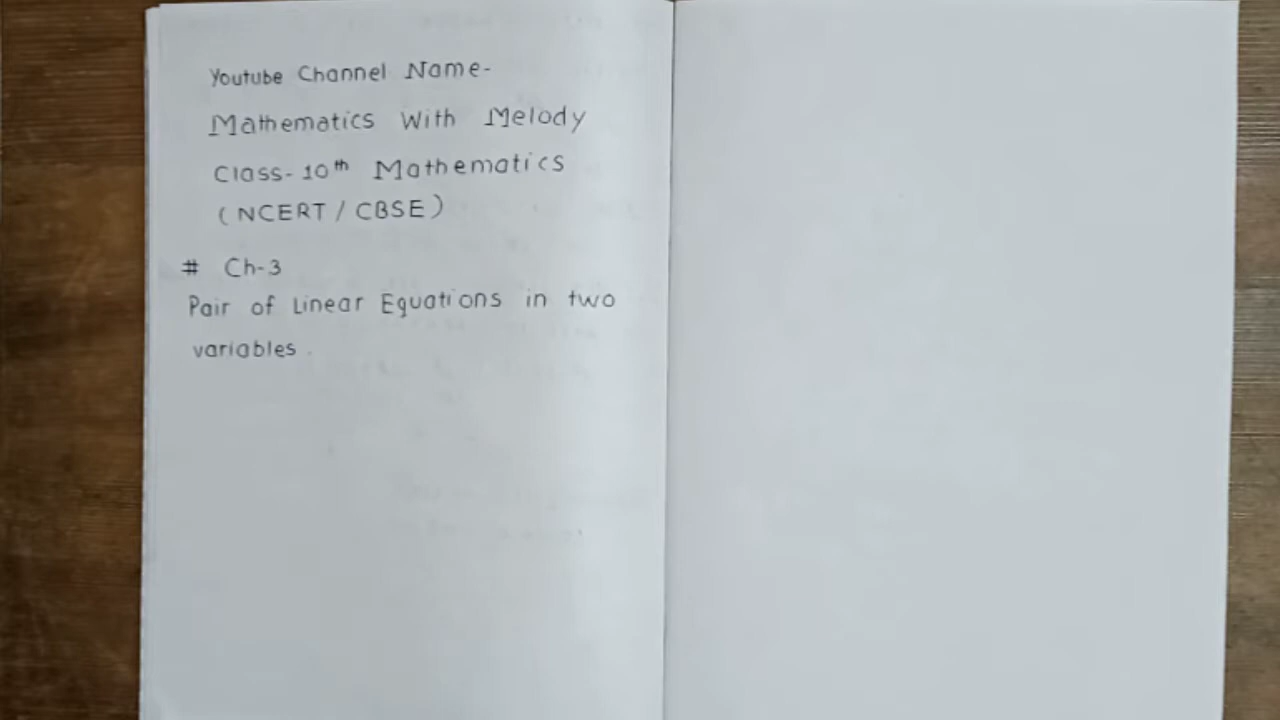 Youtube Channel Name-
Mathematics With Melody
Class- 10th Mathematics
(NCERT / CBSE)
# Ch-3
Pair of Linear Equations in two
variables.